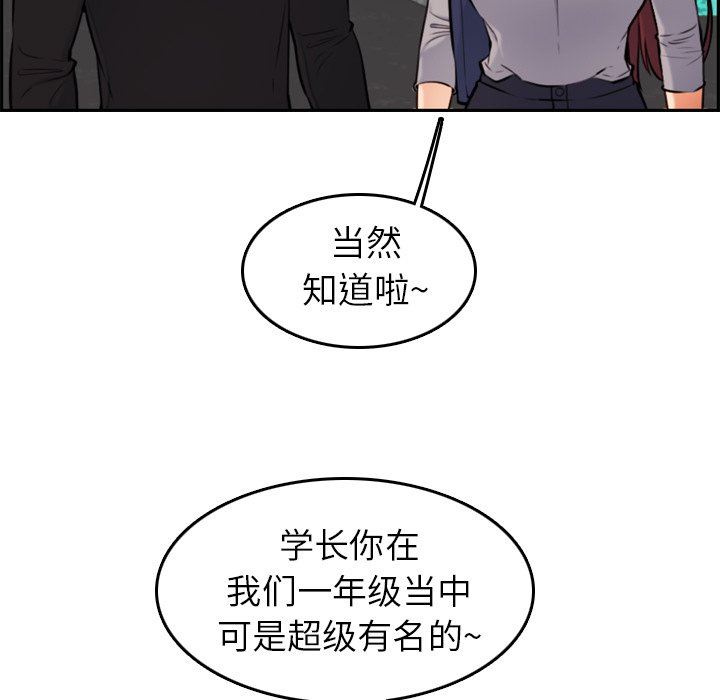 当然
知道啦~
学长你在
我们一年级当中
可是超级有名的~